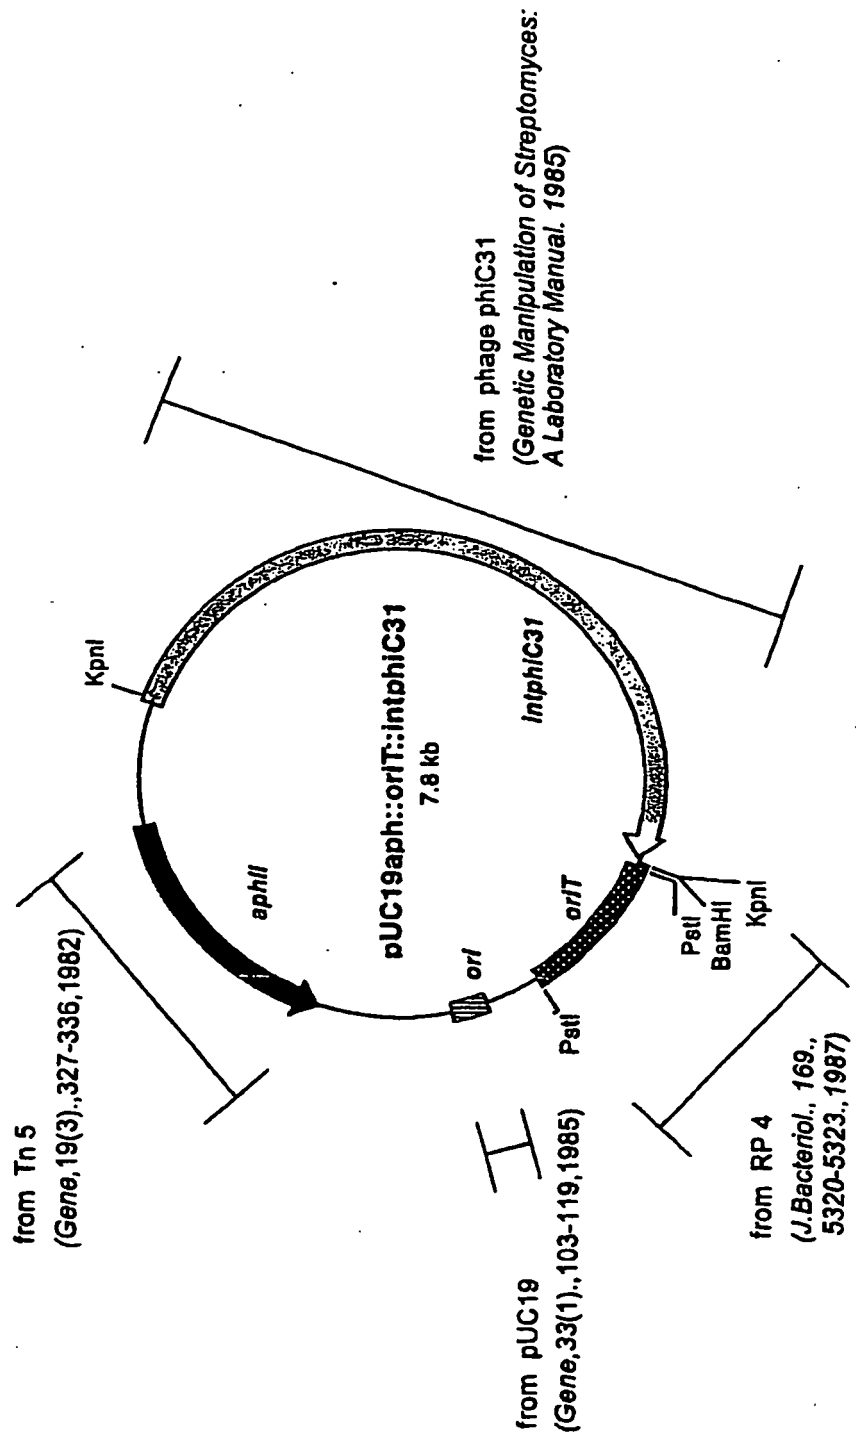 from Tn 5
(Gene,19(3).,327-336,1982)
KpnI
from phage phiC31
(Genetic Manipulation of Streptomyces:
A Laboratory Manual. 1985)
aphII
pUC19aph::oriT::intphiC31
7.8 kb
IntphiC31
ori
oriT
PstI
PstI
BamHI
KpnI
from pUC19
(Gene,33(1).,103-119,1985)
from RP 4
(J.Bacteriol., 169.,
5320-5323., 1987)